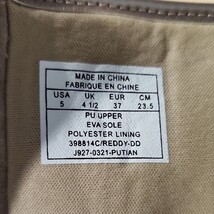 MADE IN CHINA
FABRIQUE EN CHINE
USA UK EUR CM
5 4 1/2 37 23.5
PU UPPER
EVA SOLE
POLYESTER LINING
398814C/REDDY-DD
J927-0321-PUTIAN